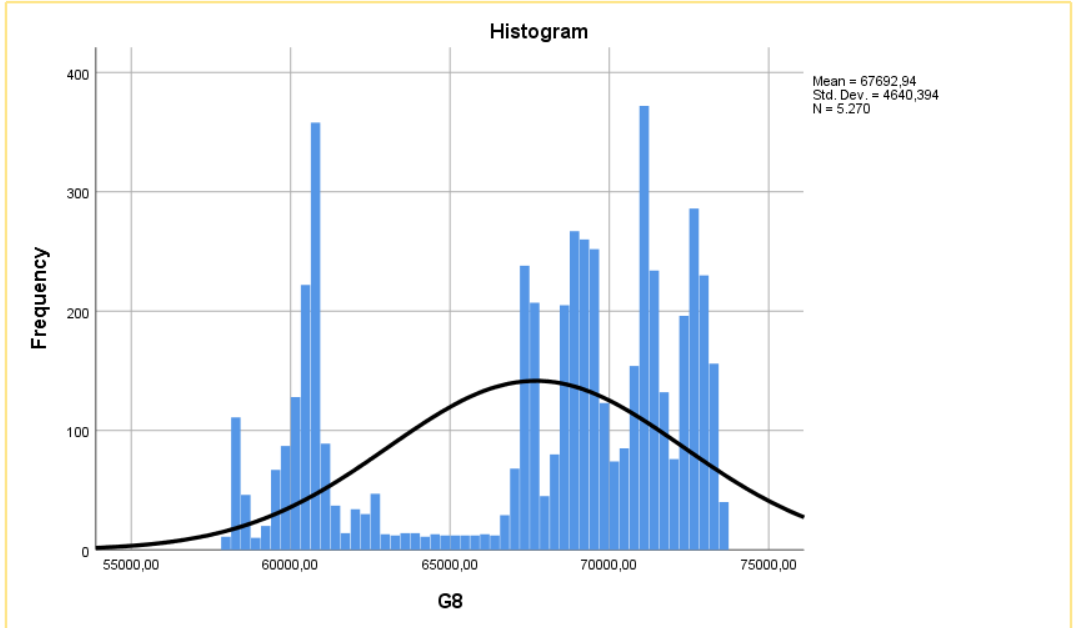 Histogram
Mean = 67692,94
Std. Dev. = 4640,394
N = 5.270
Frequency
400
300
200
100
0
55000,00
60000,00
65000,00
70000,00
75000,00
G8